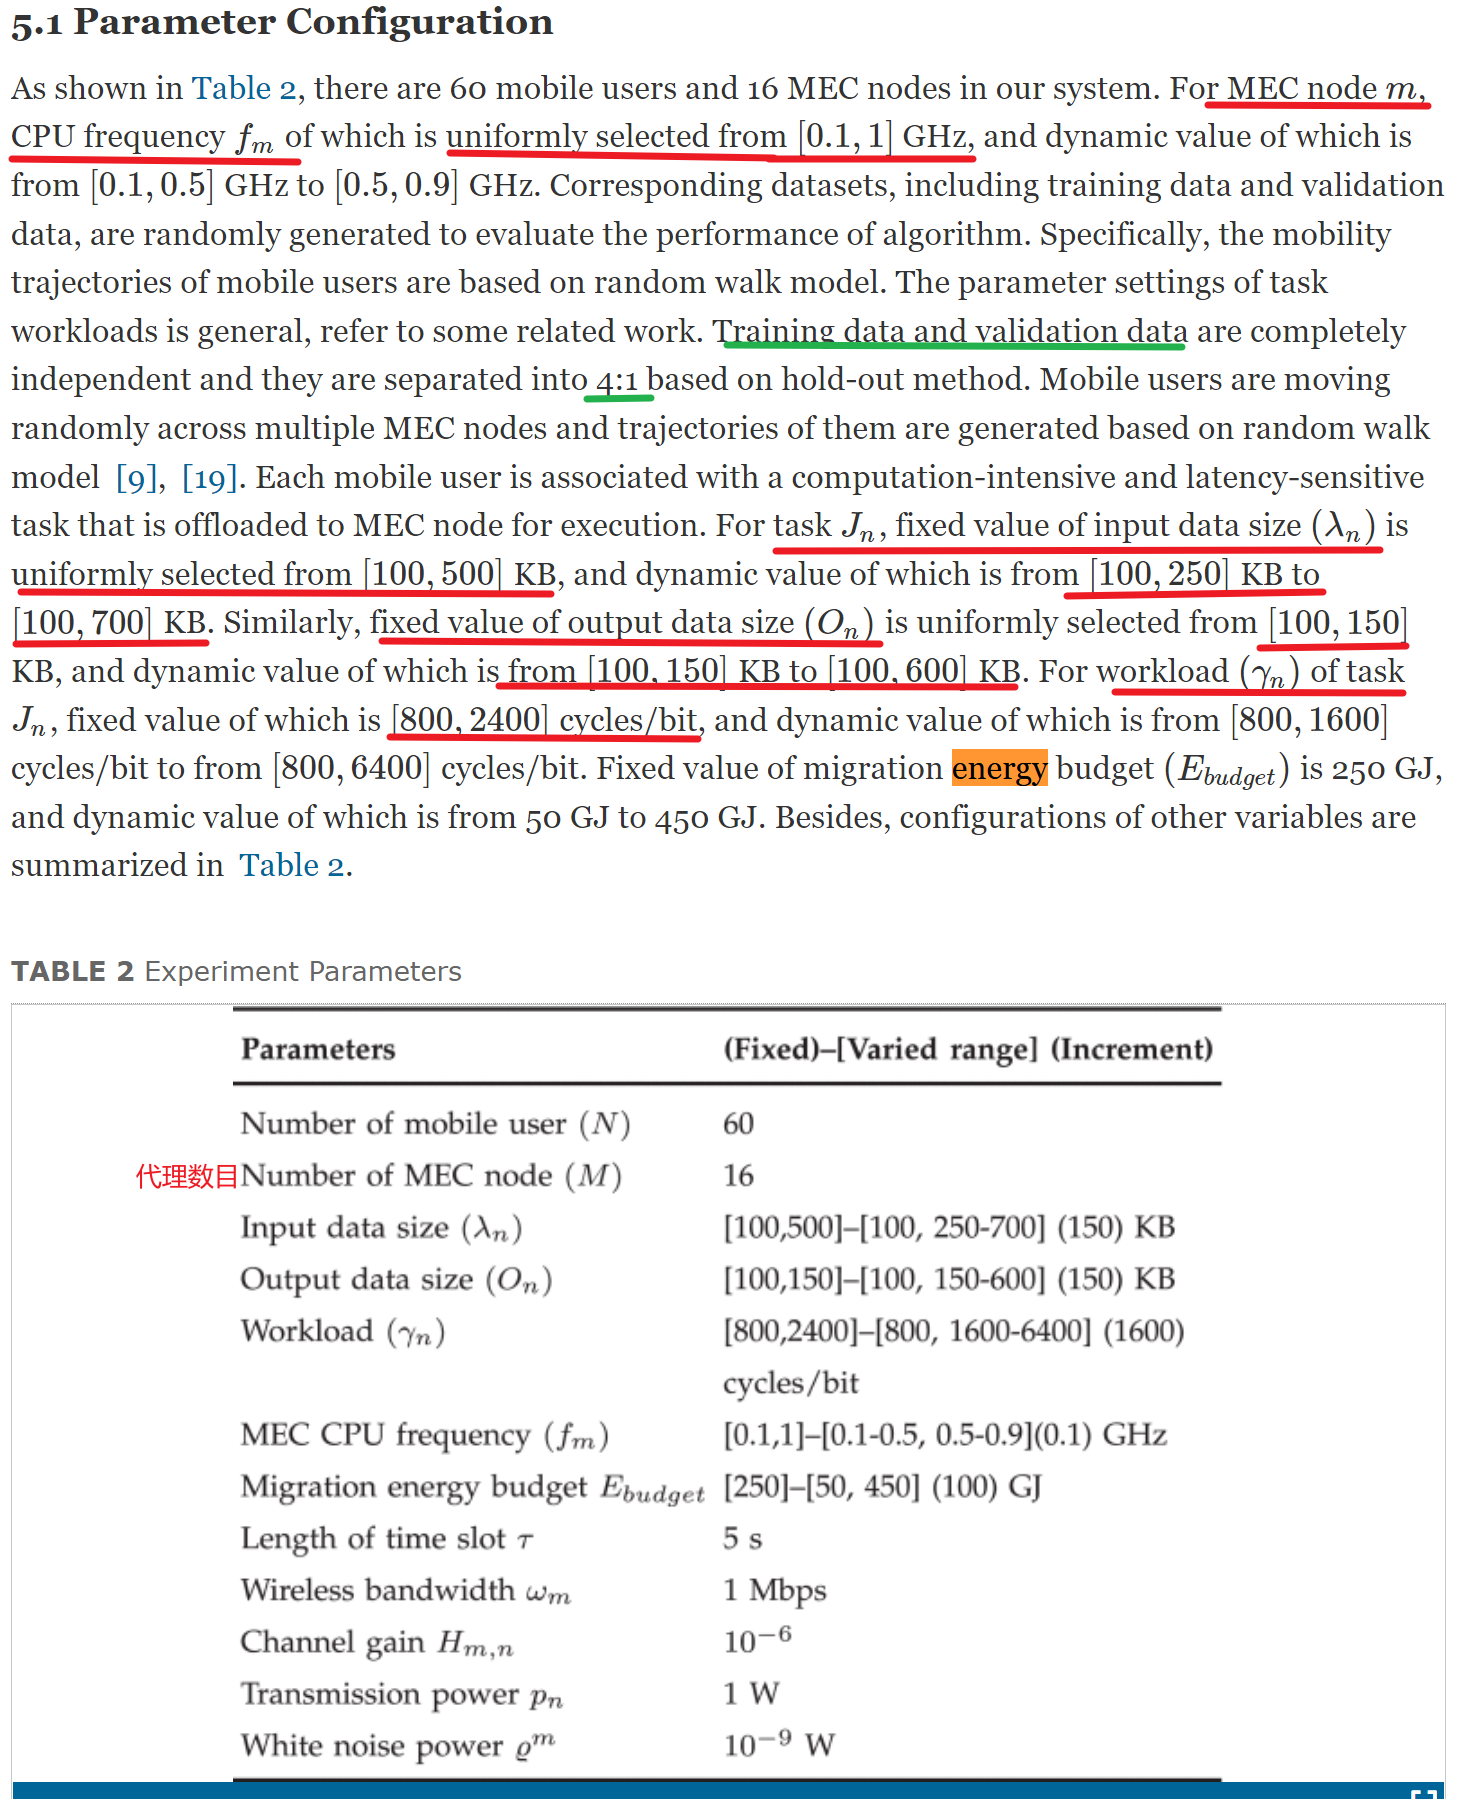 5.1 Parameter Configuration
As shown in Table 2, there are 60 mobile users and 16 MEC nodes in our system. For MEC node m,
CPU frequency fₘ of which is uniformly selected from [0.1, 1] GHz, and dynamic value of which is
from [0.1, 0.5] GHz to [0.5, 0.9] GHz. Corresponding datasets, including training data and validation
data, are randomly generated to evaluate the performance of algorithm. Specifically, the mobility
trajectories of mobile users are based on random walk model. The parameter settings of task
workloads is general, refer to some related work. Training data and validation data are completely
independent and they are separated into 4:1 based on hold-out method. Mobile users are moving
randomly across multiple MEC nodes and trajectories of them are generated based on random walk
model [9], [19]. Each mobile user is associated with a computation-intensive and latency-sensitive
task that is offloaded to MEC node for execution. For task Jₙ, fixed value of input data size (λₙ) is
uniformly selected from [100, 500] KB, and dynamic value of which is from [100, 250] KB to
[100, 700] KB. Similarly, fixed value of output data size (Oₙ) is uniformly selected from [100, 150]
KB, and dynamic value of which is from [100, 150] KB to [100, 600] KB. For workload (γₙ) of task
Jₙ, fixed value of which is [800, 2400] cycles/bit, and dynamic value of which is from [800, 1600]
cycles/bit to from [800, 6400] cycles/bit. Fixed value of migration energy budget (E_budget) is 250 GJ,
and dynamic value of which is from 50 GJ to 450 GJ. Besides, configurations of other variables are
summarized in Table 2.
TABLE 2 Experiment Parameters
Parameters (Fixed)–[Varied range] (Increment)
Number of mobile user (N) 60
代理数目 Number of MEC node (M) 16
Input data size (λₙ) [100,500]–[100, 250-700] (150) KB
Output data size (Oₙ) [100,150]–[100, 150-600] (150) KB
Workload (γₙ) [800,2400]–[800, 1600-6400] (1600)
cycles/bit
MEC CPU frequency (fₘ) [0.1,1]–[0.1-0.5, 0.5-0.9](0.1) GHz
Migration energy budget E_budget [250]–[50, 450] (100) GJ
Length of time slot τ 5 s
Wireless bandwidth ωₘ 1 Mbps
Channel gain Hₘ,ₙ 10⁻⁶
Transmission power pₙ 1 W
White noise power ϱᵐ 10⁻⁹ W